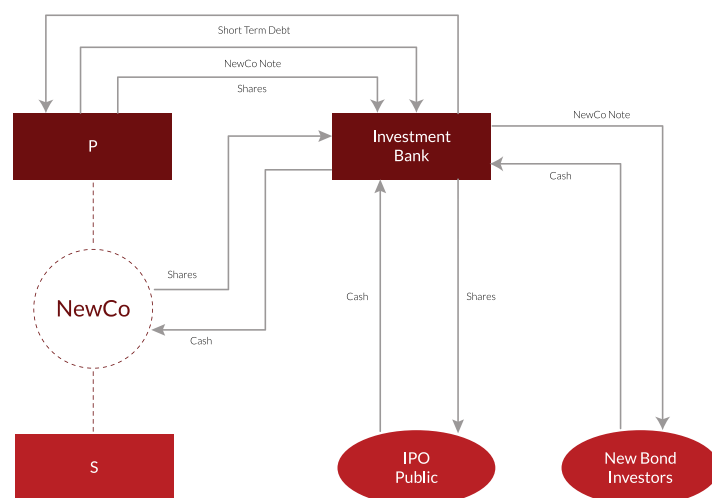 Short Term Debt
NewCo Note
Shares
P
Investment
Bank
NewCo Note
Cash
Shares
NewCo
Cash
Cash
Shares
S
IPO
Public
New Bond
Investors